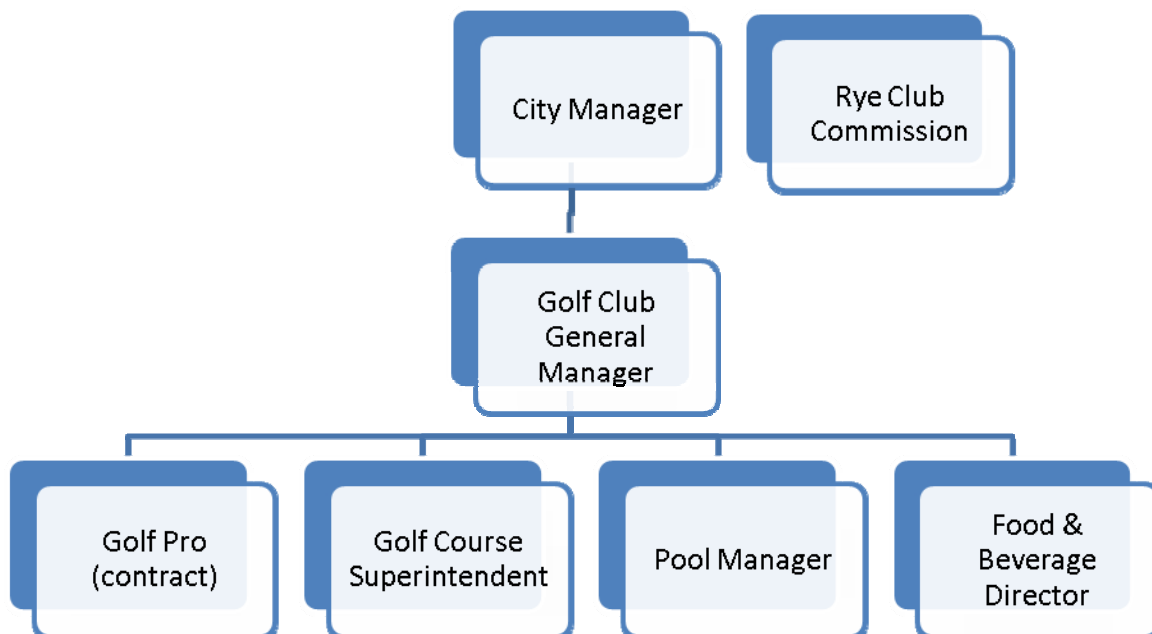 City Manager
Rye Club
Commission
Golf Club
General
Manager
Golf Pro
(contract)
Golf Course
Superintendent
Pool Manager
Food &
Beverage
Director